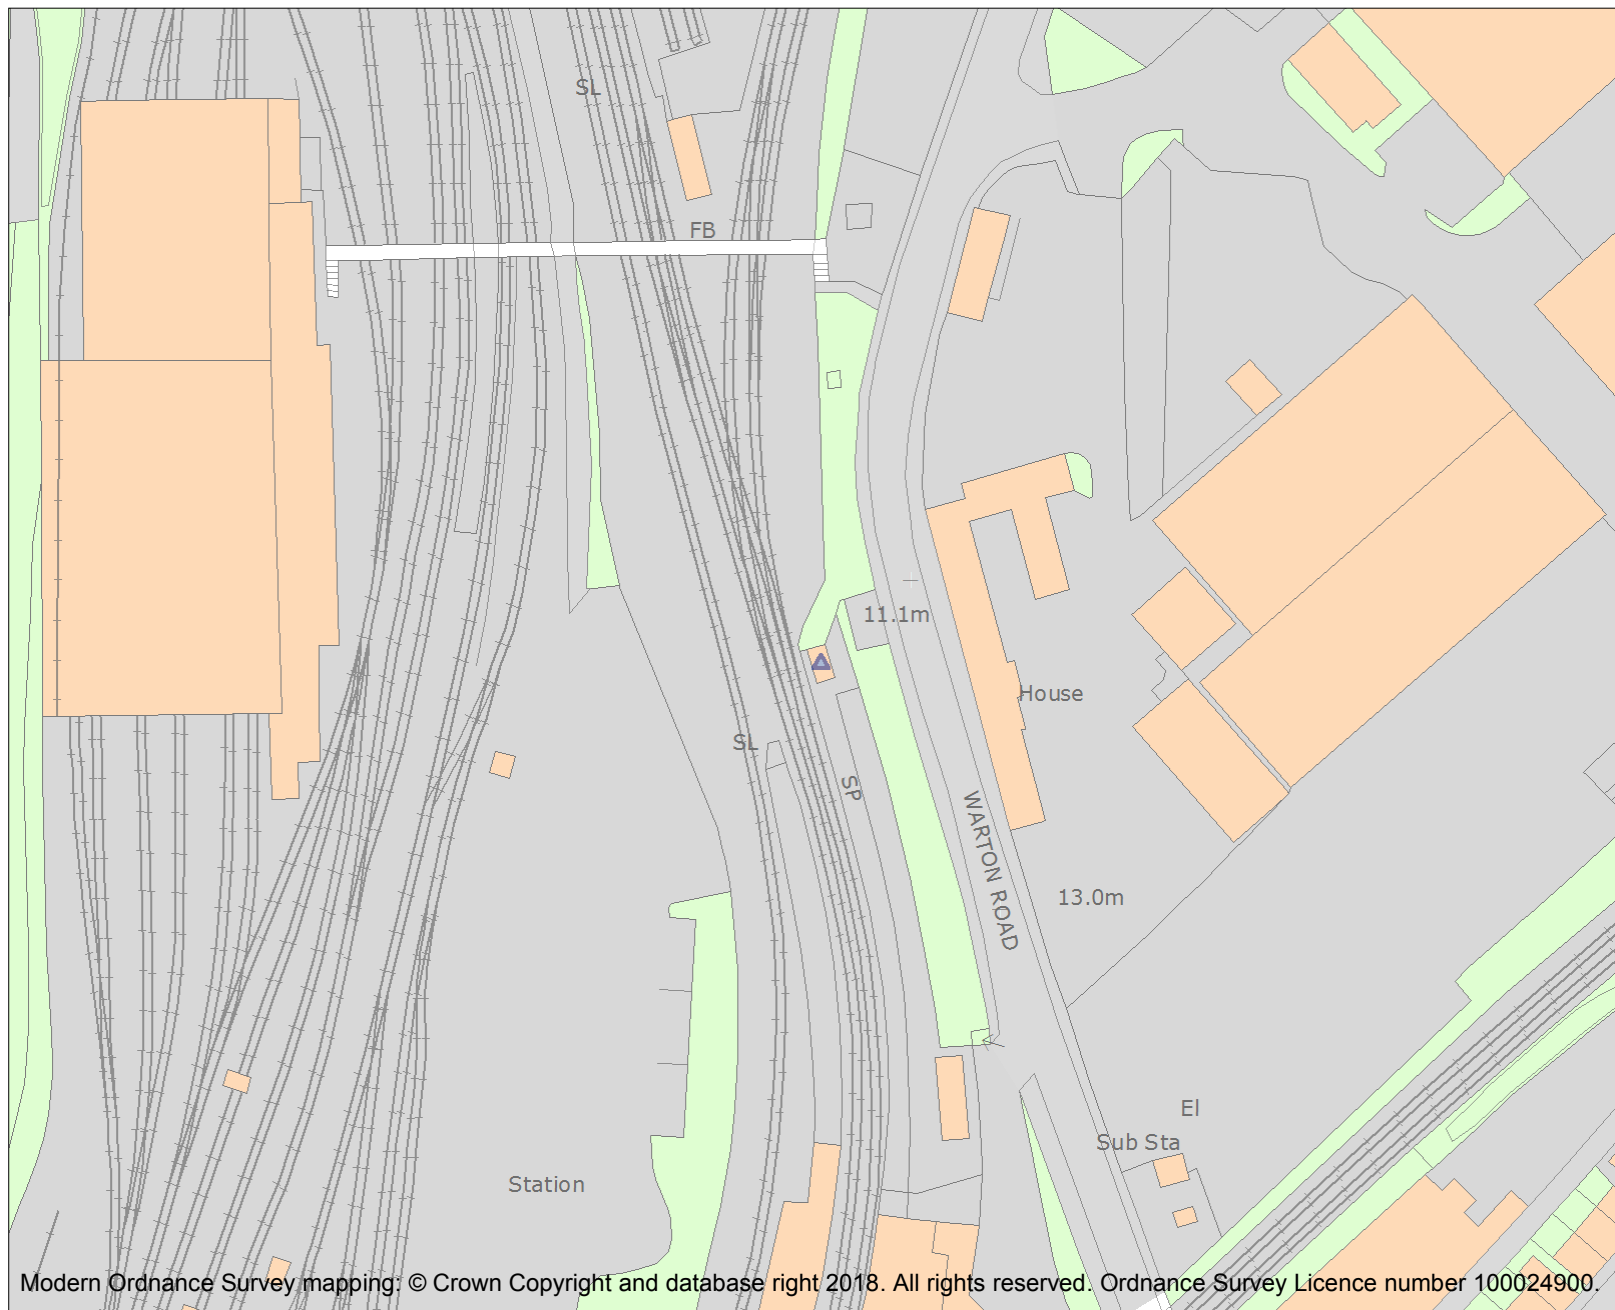 SL
FB
11.1m
House
SL
SP
WARTON ROAD
13.0m
El
Sub Sta
Station
Modern Ordnance Survey mapping: © Crown Copyright and database right 2018. All rights reserved. Ordnance Survey Licence number 100024900.